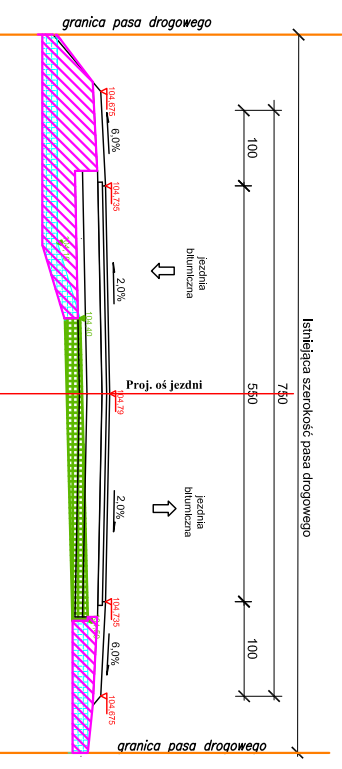 granica pasa drogowego
104,675
6,0%
100
104,735
jezdnia
bitumiczna
2,0%
104,40
Istniejąca szerokość pasa drogowego
750
550
Proj. oś jezdni
104,79
2,0%
jezdnia
bitumiczna
104,735
6,0%
100
104,675
granica pasa drogowego